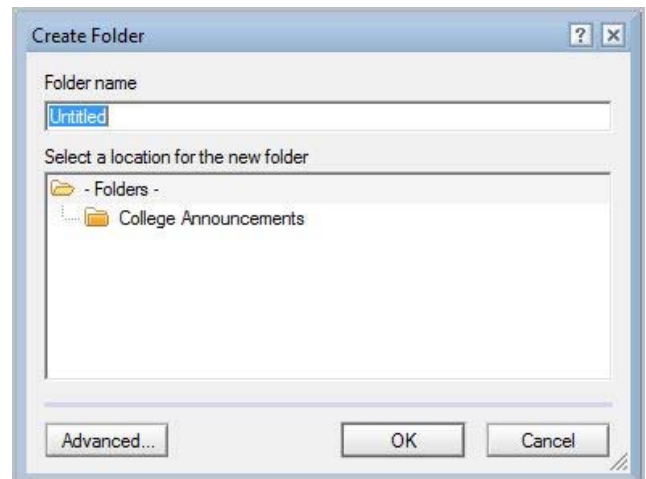 Create Folder ? X
Folder name
Untitled
Select a location for the new folder
- Folders -
College Announcements
Advanced... OK Cancel